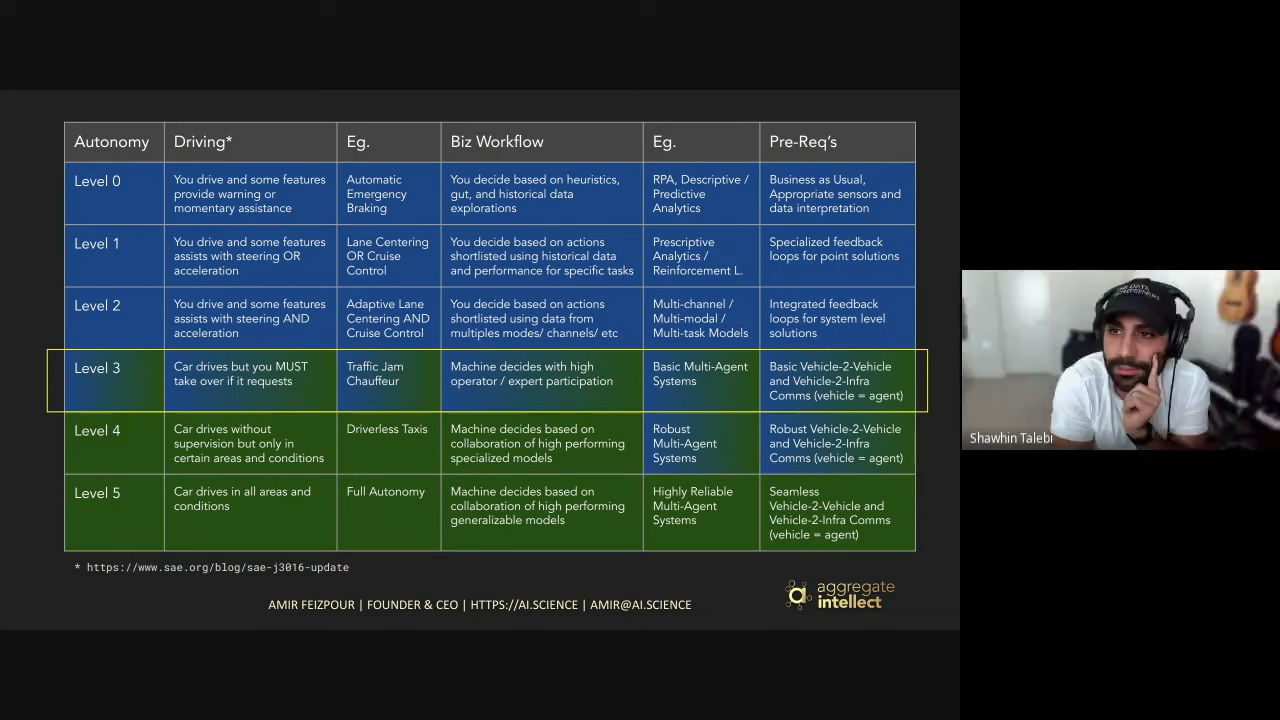 Autonomy
Driving*
Eg.
Biz Workflow
Eg.
Pre-Req's
Level 0
You drive and some features
provide warning or
momentary assistance
Automatic
Emergency
Braking
You decide based on heuristics,
gut, and historical data
explorations
RPA, Descriptive /
Predictive
Analytics
Business as Usual,
Appropriate sensors and
data interpretation
Level 1
You drive and some features
assists with steering OR
acceleration
Lane Centering
OR Cruise
Control
You decide based on actions
shortlisted using historical data
and performance for specific tasks
Prescriptive
Analytics /
Reinforcement L.
Specialized feedback
loops for point solutions
Level 2
You drive and some features
assists with steering AND
acceleration
Adaptive Lane
Centering AND
Cruise Control
You decide based on actions
shortlisted using data from
multiples modes/ channels/ etc
Multi-channel /
Multi-modal /
Multi-task Models
Integrated feedback
loops for system level
solutions
Level 3
Car drives but you MUST
take over if it requests
Traffic Jam
Chauffeur
Machine decides with high
operator / expert participation
Basic Multi-Agent
Systems
Basic Vehicle-2-Vehicle
and Vehicle-2-Infra
Comms (vehicle = agent)
Level 4
Car drives without
supervision but only in
certain areas and conditions
Driverless Taxis
Machine decides based on
collaboration of high performing
specialized models
Robust
Multi-Agent
Systems
Robust Vehicle-2-Vehicle
and Vehicle-2-Infra
Comms (vehicle = agent)
Level 5
Car drives in all areas and
conditions
Full Autonomy
Machine decides based on
collaboration of high performing
generalizable models
Highly Reliable
Multi-Agent
Systems
Seamless
Vehicle-2-Vehicle and
Vehicle-2-Infra Comms
(vehicle = agent)
* https://www.sae.org/blog/sae-j3016-update
AMIR FEIZPOUR | FOUNDER & CEO | HTTPS://AI.SCIENCE | AMIR@AI.SCIENCE
aggregate
intellect
DATA
ENTREPRENEURS
Shawhin Talebi